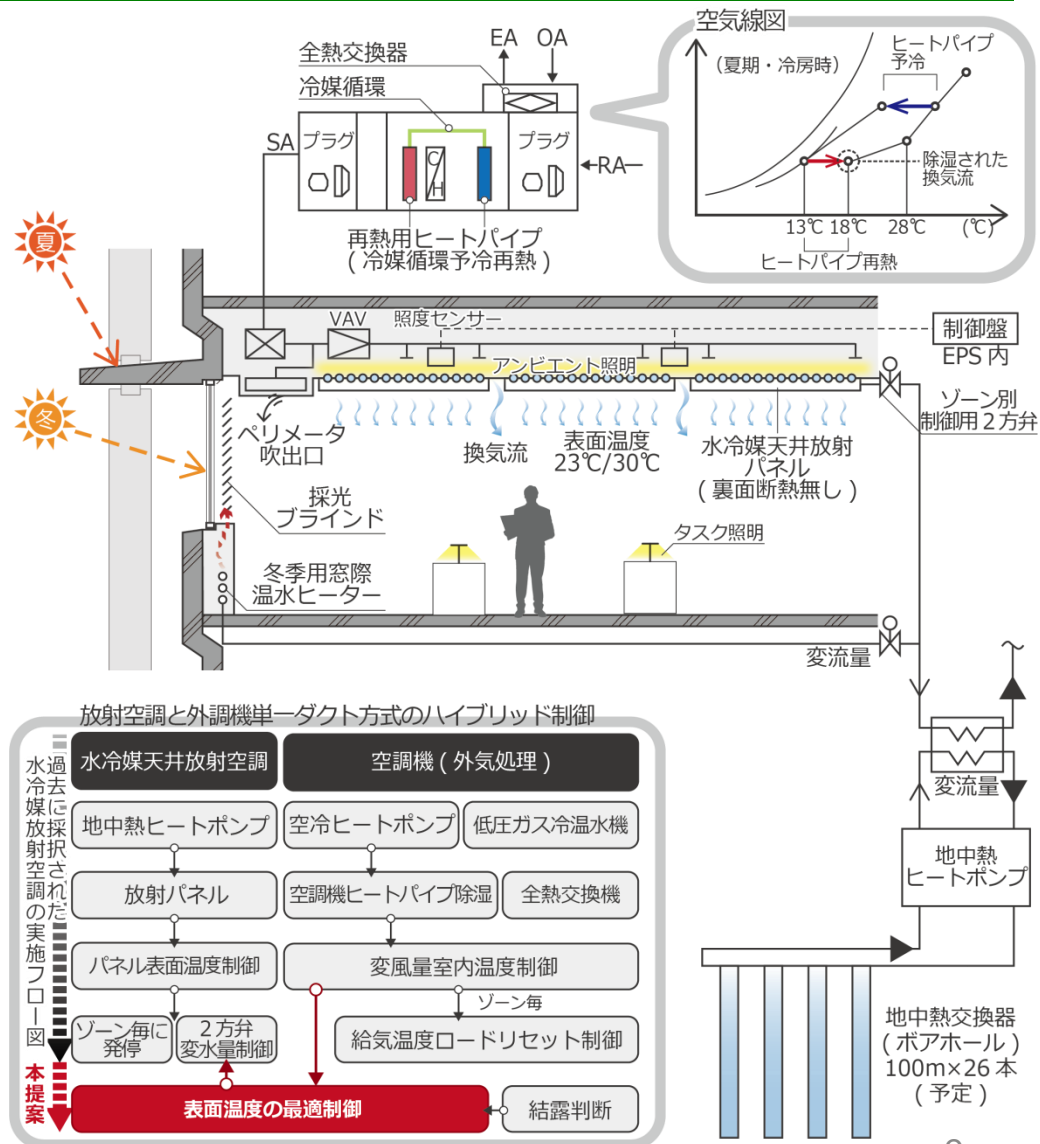 空気線図
(夏期・冷房時)
ヒートパイプ
予冷
除湿された
換気流
13℃
18℃
28℃
(℃)
ヒートパイプ再熱
EA
OA
全熱交換器
冷媒循環
SA
プラグ
C
H
プラグ
RA
再熱用ヒートパイプ
( 冷媒循環予冷再熱 )
夏
冬
VAV
照度センサー
アンビエント照明
制御盤
EPS 内
ゾーン別
制御用 2 方弁
ペリメータ
吹出口
換気流
表面温度
23℃/30℃
水冷媒天井放射
パネル
( 裏面断熱無し )
採光
ブラインド
タスク照明
冬季用窓際
温水ヒーター
変流量
変流量
地中熱
ヒートポンプ
地中熱交換器
( ボアホール )
100m×26 本
( 予定 )
放射空調と外調機単一ダクト方式のハイブリッド制御
過去に採択された
水冷媒放射空調の実施フロー図
本提案
水冷媒天井放射空調
空調機 ( 外気処理 )
地中熱ヒートポンプ
空冷ヒートポンプ
低圧ガス冷温水機
放射パネル
空調機ヒートパイプ除湿
全熱交換機
パネル表面温度制御
変風量室内温度制御
ゾーン毎
ゾーン毎に
発停
2 方弁
変水量制御
給気温度ロードリセット制御
表面温度の最適制御
結露判断